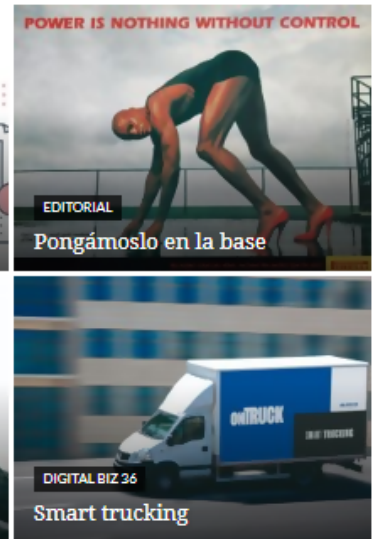 POWER IS NOTHING WITHOUT CONTROL
EDITORIAL
Pongámoslo en la base
ONTRUCK
SMART TRUCKING
DIGITAL BIZ 36
Smart trucking